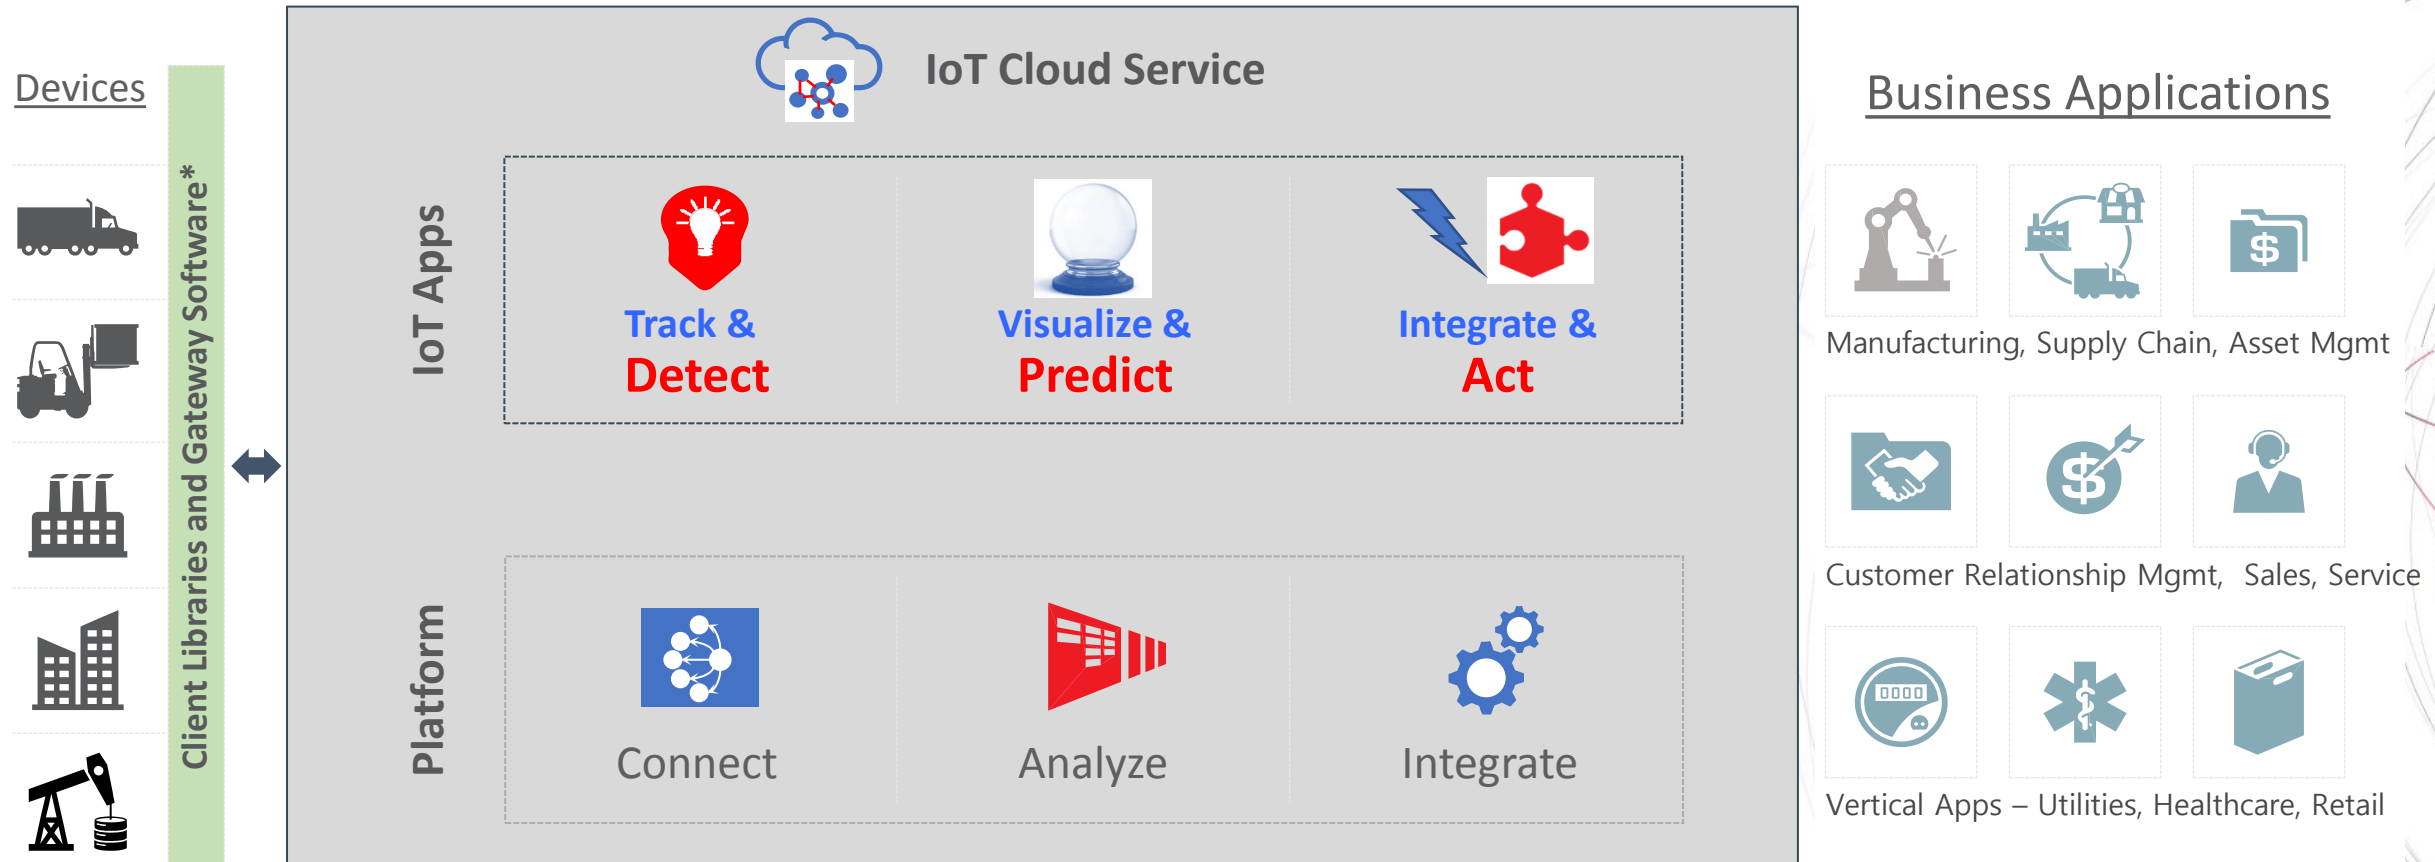 Devices
Client Libraries and Gateway Software*
IoT Cloud Service
IoT Apps
Track &
Detect
Visualize &
Predict
Integrate &
Act
Platform
Connect
Analyze
Integrate
Business Applications
$
Manufacturing, Supply Chain, Asset Mgmt
$
Customer Relationship Mgmt, Sales, Service
0000
Vertical Apps – Utilities, Healthcare, Retail